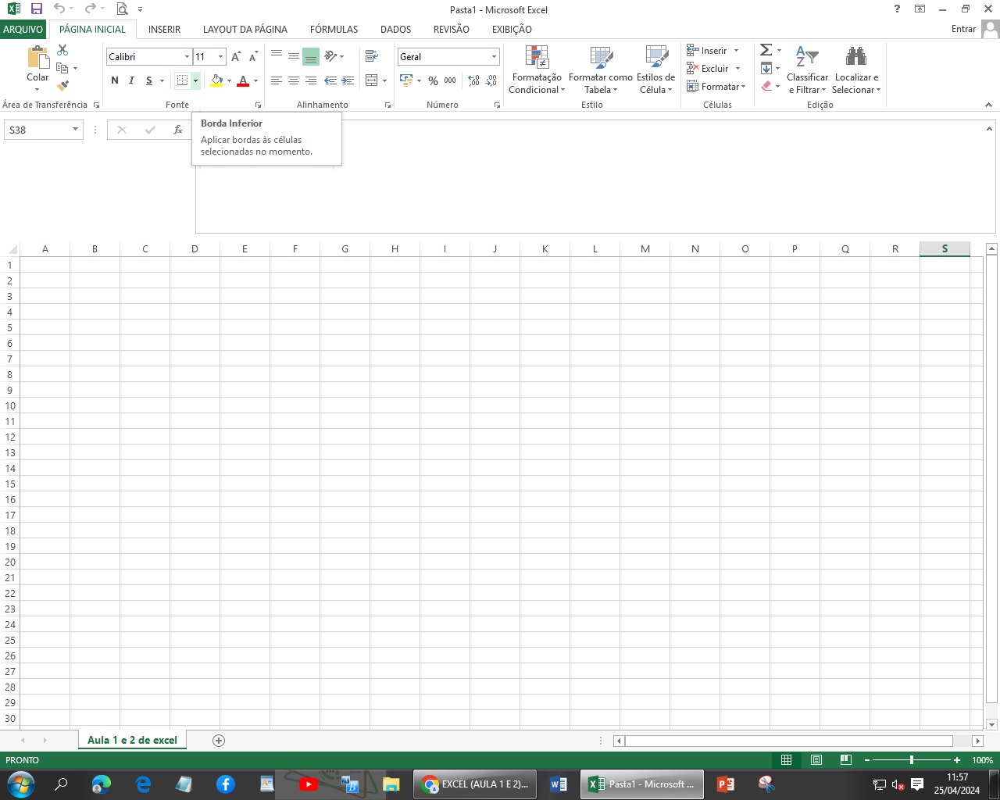 Pasta1 - Microsoft Excel
ARQUIVO PÁGINA INICIAL INSERIR LAYOUT DA PÁGINA FÓRMULAS DADOS REVISÃO EXIBIÇÃO Entrar
Colar
Calibri 11
N I S
Geral
% 000
Formatação Condicional
Formatar como Tabela
Estilos de Célula
Inserir
Excluir
Formatar
Classificar e Filtrar
Localizar e Selecionar
Área de Transferência Fonte Alinhamento Número Estilo Células Edição
S38 fx
Borda Inferior
Aplicar bordas às células
selecionadas no momento.
A B C D E F G H I J K L M N O P Q R S
1
2
3
4
5
6
7
8
9
10
11
12
13
14
15
16
17
18
19
20
21
22
23
24
25
26
27
28
29
30
Aula 1 e 2 de excel
PRONTO 100%
EXCEL (AULA 1 E 2)... Pasta1 - Microsoft ... 11:57
25/04/2024